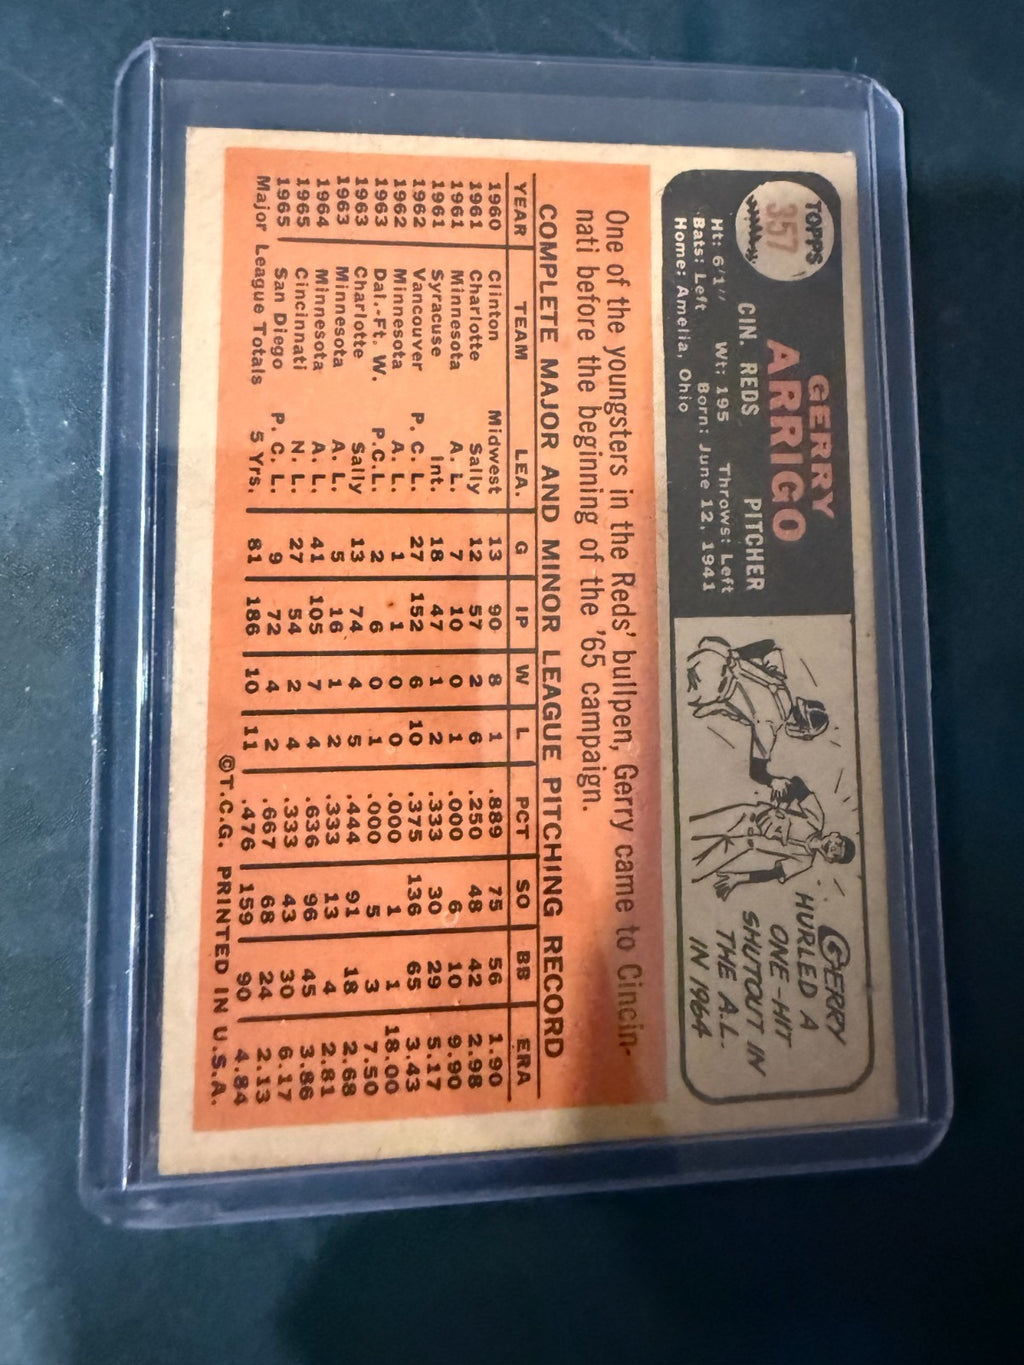 TOPPS
357
GERRY
ARRIGO
CIN. REDS PITCHER
Ht: 6'1" Wt: 195 Throws: Left
Bats: Left Born: June 12, 1941
Home: Amelia, Ohio
GERRY
HURLED A
ONE-HIT
SHUTOUT IN
THE A.L.
IN 1964
One of the youngsters in the Reds' bullpen, Gerry came to Cincin-
nati before the beginning of the '65 campaign.
COMPLETE MAJOR AND MINOR LEAGUE PITCHING RECORD
YEAR TEAM LEA. G IP W L PCT SO BB ERA
1960 Clinton Midwest 13 90 8 1 .889 75 56 1.90
1961 Charlotte Sally 12 57 2 6 .250 48 42 2.98
1961 Minnesota A. L. 7 10 0 1 .000 6 10 9.90
1961 Syracuse Int. 18 47 1 2 .333 30 29 5.17
1962 Vancouver P. C. L. 27 152 6 10 .375 136 65 3.43
1962 Minnesota A. L. 1 1 0 0 .000 1 1 18.00
1963 Dal.-Ft. W. P.C.L. 2 6 0 1 .000 5 3 7.50
1963 Charlotte Sally 13 74 4 5 .444 91 18 2.68
1963 Minnesota A. L. 5 16 1 2 .333 13 4 2.81
1964 Minnesota A. L. 41 105 7 4 .636 96 45 3.86
1965 Cincinnati N. L. 27 54 2 4 .333 43 30 6.17
1965 San Diego P. C. L. 9 72 4 2 .667 68 24 2.13
Major League Totals 5 Yrs. 81 186 10 11 .476 159 90 4.84
©T.C.G. PRINTED IN U.S.A.